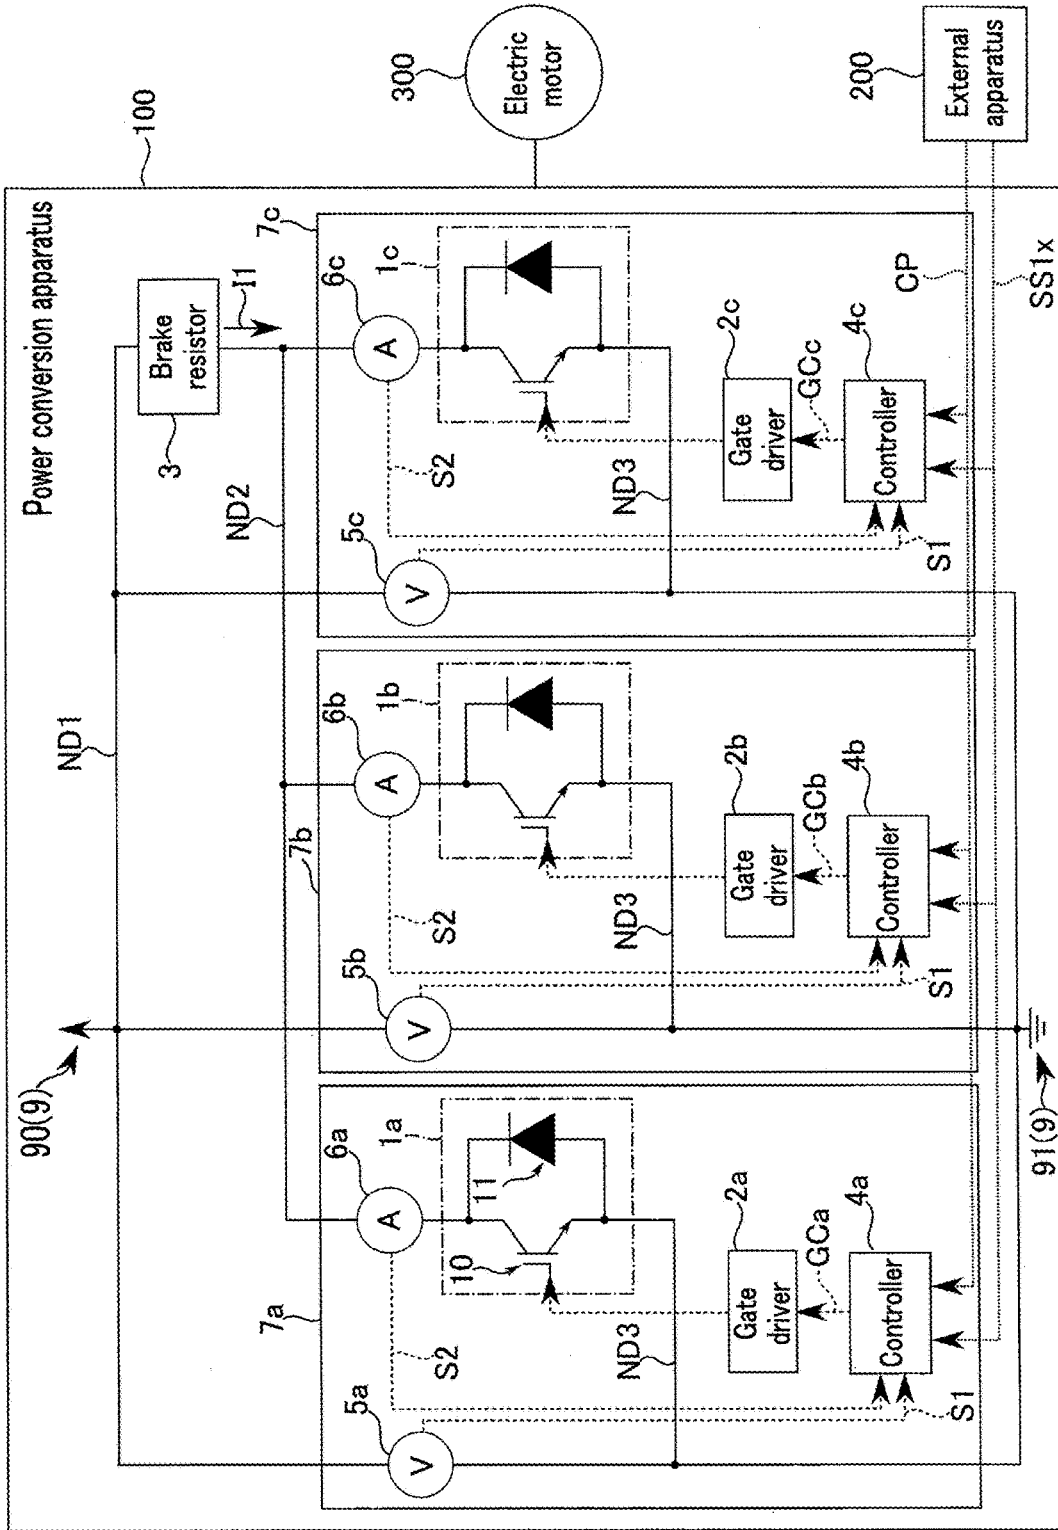 Power conversion apparatus
100
90(9)
ND1
Brake
resistor
3
I1
ND2
300
Electric
motor
7a
6a
1a
10
11
S2
5a
V
A
ND3
2a
Gate
driver
GCa
4a
Controller
S1
7b
6b
1b
S2
5b
V
A
ND3
2b
Gate
driver
GCb
4b
Controller
S1
7c
6c
1c
S2
5c
V
A
ND3
2c
Gate
driver
GCc
4c
Controller
S1
CP
SS1x
200
External
apparatus
91(9)